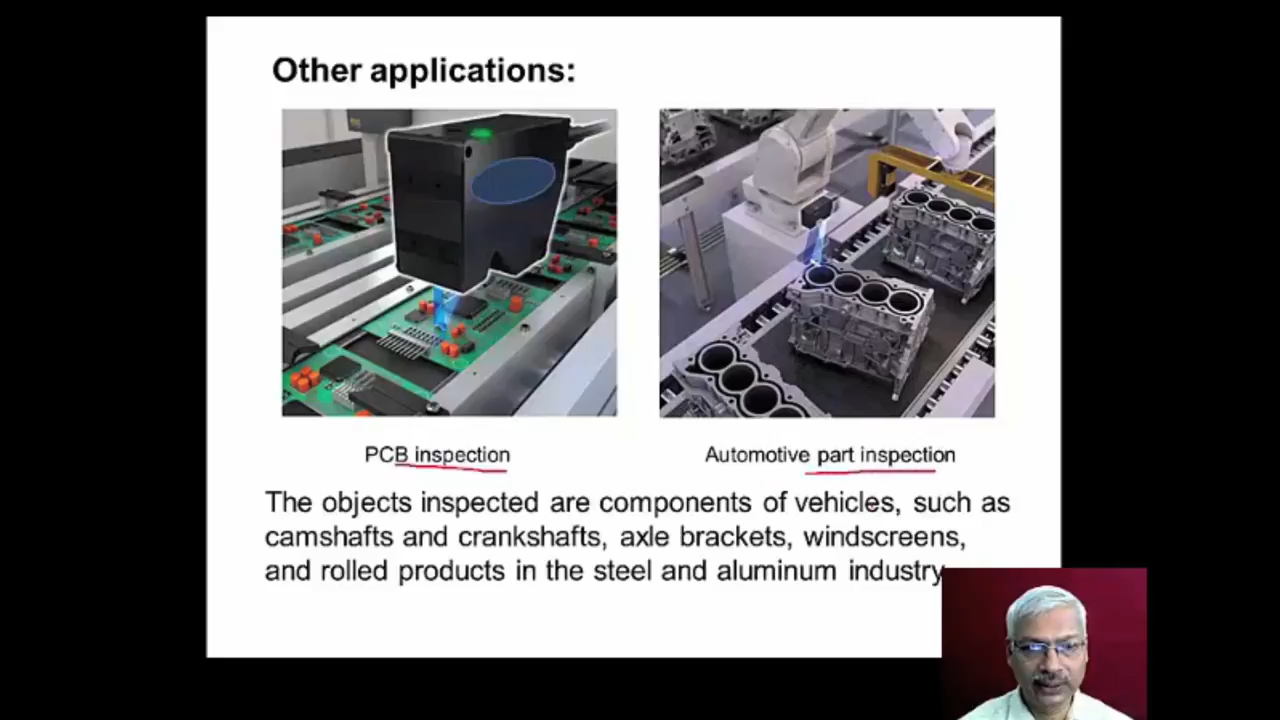 Other applications:
PCB inspection
Automotive part inspection
The objects inspected are components of vehicles, such as
camshafts and crankshafts, axle brackets, windscreens,
and rolled products in the steel and aluminum industry